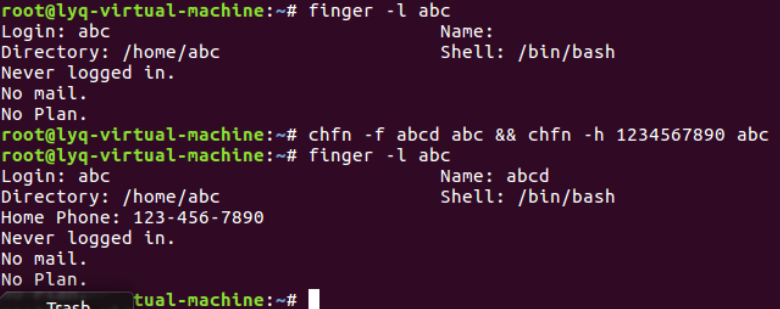 root@lyq-virtual-machine:~# finger -l abc
Login: abc                              Name:
Directory: /home/abc                    Shell: /bin/bash
Never logged in.
No mail.
No Plan.
root@lyq-virtual-machine:~# chfn -f abcd abc && chfn -h 1234567890 abc
root@lyq-virtual-machine:~# finger -l abc
Login: abc                              Name: abcd
Directory: /home/abc                    Shell: /bin/bash
Home Phone: 123-456-7890
Never logged in.
No mail.
No Plan.
tual-machine:~#
Trash